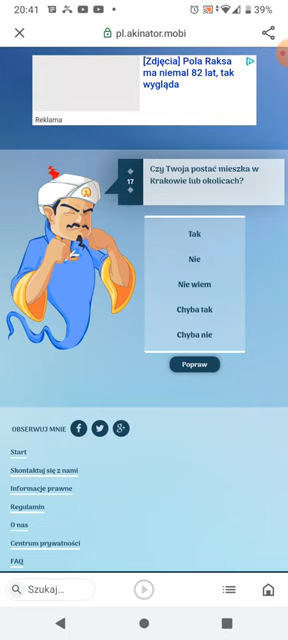 20:41
39%
pl.akinator.mobi
[Zdjęcia] Pola Raksa
ma niemal 82 lat, tak
wygląda
Reklama
17
Czy Twoja postać mieszka w
Krakowie lub okolicach?
Tak
Nie
Nie wiem
Chyba tak
Chyba nie
Popraw
OBSERWUJ MNIE
Start
Skontaktuj się z nami
Informacje prawne
Regulamin
O nas
Centrum prywatności
FAQ
Szukaj...